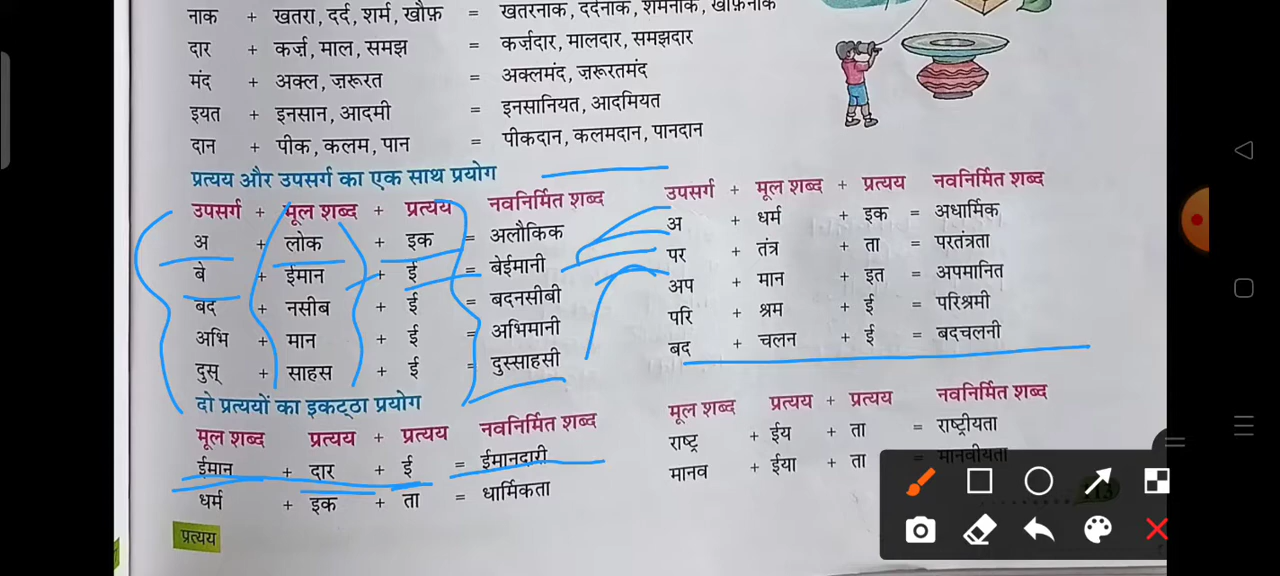 नाक + खतरा, दर्द, शर्म, खौफ़ = खतरनाक, दर्दनाक, शर्मनाक, खौफ़नाक
दार + कर्ज़, माल, समझ = कर्ज़दार, मालदार, समझदार
मंद + अक्ल, ज़रूरत = अक्लमंद, ज़रूरतमंद
इयत + इनसान, आदमी = इनसानियत, आदमियत
दान + पीक, कलम, पान = पीकदान, कलमदान, पानदान
प्रत्यय और उपसर्ग का एक साथ प्रयोग
उपसर्ग + मूल शब्द + प्रत्यय नवनिर्मित शब्द
अ + लोक + इक = अलौकिक
बे + ईमान + ई = बेईमानी
बद + नसीब + ई = बदनसीबी
अभि + मान + ई = अभिमानी
दुस् + साहस + ई = दुस्साहसी
उपसर्ग + मूल शब्द + प्रत्यय नवनिर्मित शब्द
अ + धर्म + इक = अधार्मिक
पर + तंत्र + ता = परतंत्रता
अप + मान + इत = अपमानित
परि + श्रम + ई = परिश्रमी
बद + चलन + ई = बदचलनी
दो प्रत्ययों का इकट्ठा प्रयोग
मूल शब्द प्रत्यय + प्रत्यय नवनिर्मित शब्द
ईमान + दार + ई = ईमानदारी
धर्म + इक + ता = धार्मिकता
मूल शब्द प्रत्यय + प्रत्यय नवनिर्मित शब्द
राष्ट्र + ईय + ता = राष्ट्रीयता
मानव + ईया + ता = मानवीयता
प्रत्यय